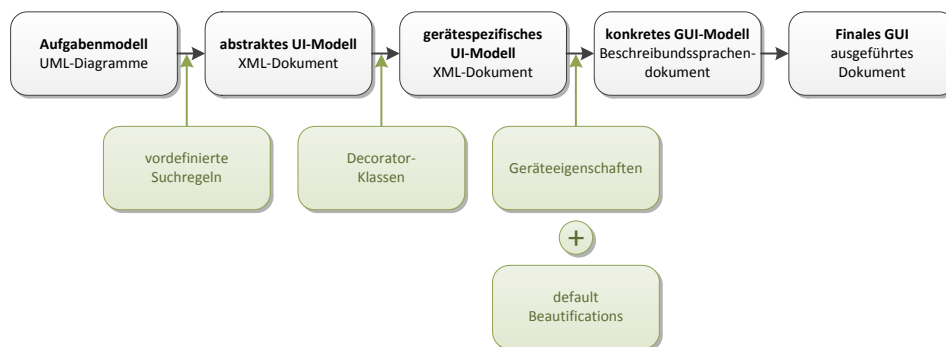 Aufgabenmodell
UML-Diagramme
abstraktes UI-Modell
XML-Dokument
gerätespezifisches
UI-Modell
XML-Dokument
konkretes GUI-Modell
Beschreibundssprachen-
dokument
Finales GUI
ausgeführtes
Dokument
vordefinierte
Suchregeln
Decorator-
Klassen
Geräteeigenschaften
+
default
Beautifications